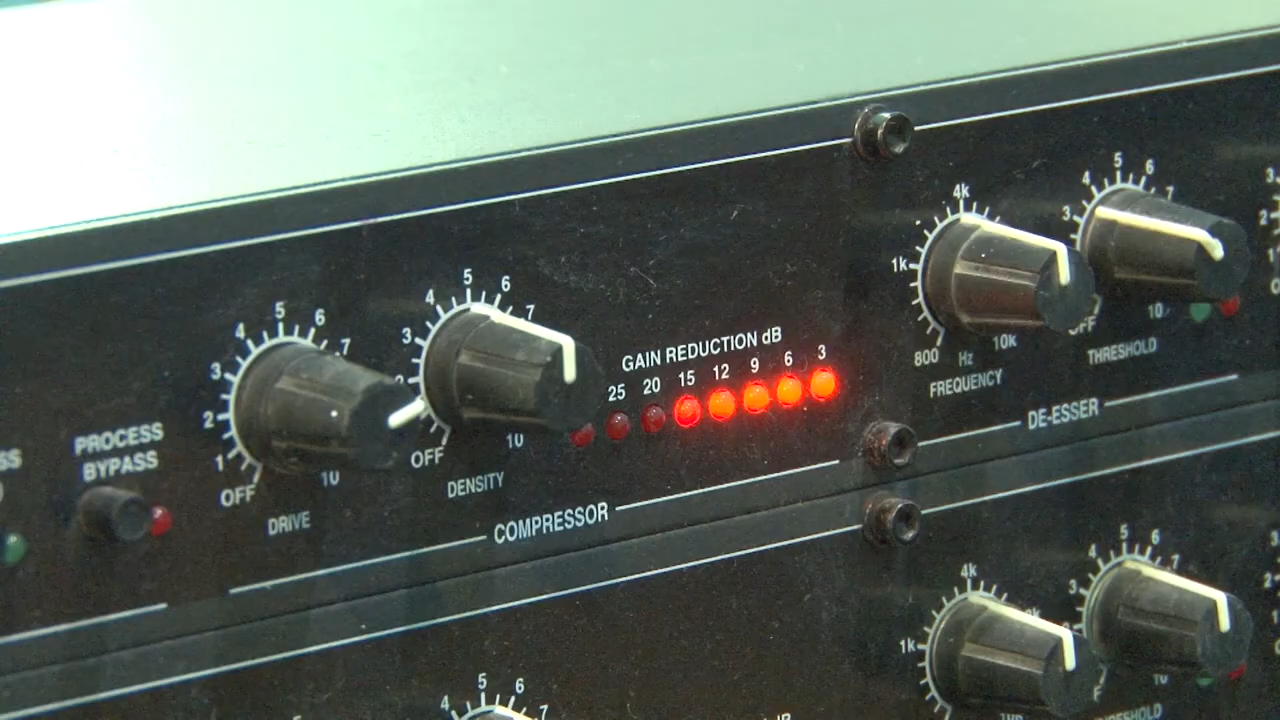 PROCESS
BYPASS
1 2 3 4 5 6 7 10
OFF
DRIVE
3 4 5 6 7 10
OFF
DENSITY
COMPRESSOR
GAIN REDUCTION dB
25 20 15 12 9 6 3
800 1k 4k 10k
Hz
FREQUENCY
3 4 5 6 7 10
OFF
THRESHOLD
DE-ESSER
4 5 6 7
1k 4k
3 4 5 6 7 10